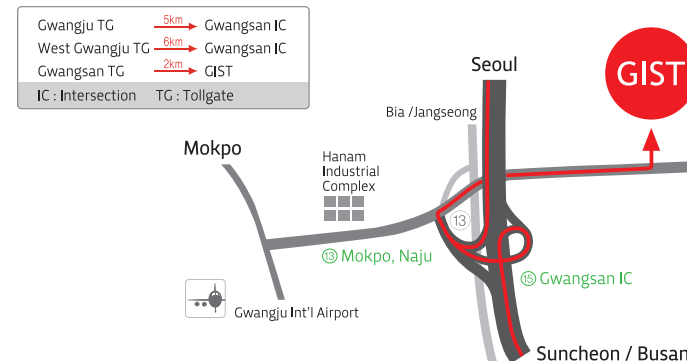 Gwangju TG 5km Gwangsan IC
West Gwangju TG 6km Gwangsan IC
Gwangsan TG 2km GIST
IC : Intersection TG : Tollgate
Seoul
GIST
Bia /Jangseong
Mokpo
Hanam
Industrial
Complex
13
⑬ Mokpo, Naju
⑮ Gwangsan IC
Gwangju Int'l Airport
Suncheon / Busan